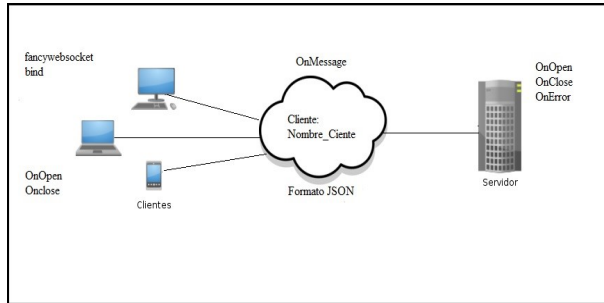 fancywebsocket
bind
OnMessage
OnOpen
OnClose
OnError
Cliente:
Nombre_Ciente
OnOpen
Onclose
Clientes
Formato JSON
Servidor